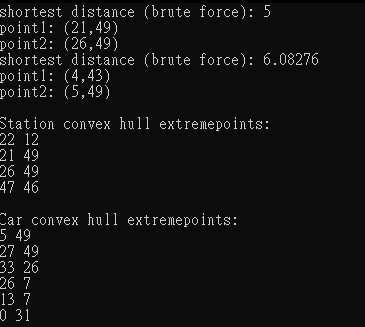 shortest distance (brute force): 5
point1: (21,49)
point2: (26,49)
shortest distance (brute force): 6.08276
point1: (4,43)
point2: (5,49)
Station convex hull extremepoints:
22 12
21 49
26 49
47 46
Car convex hull extremepoints:
5 49
27 49
33 26
26 7
13 7
0 31